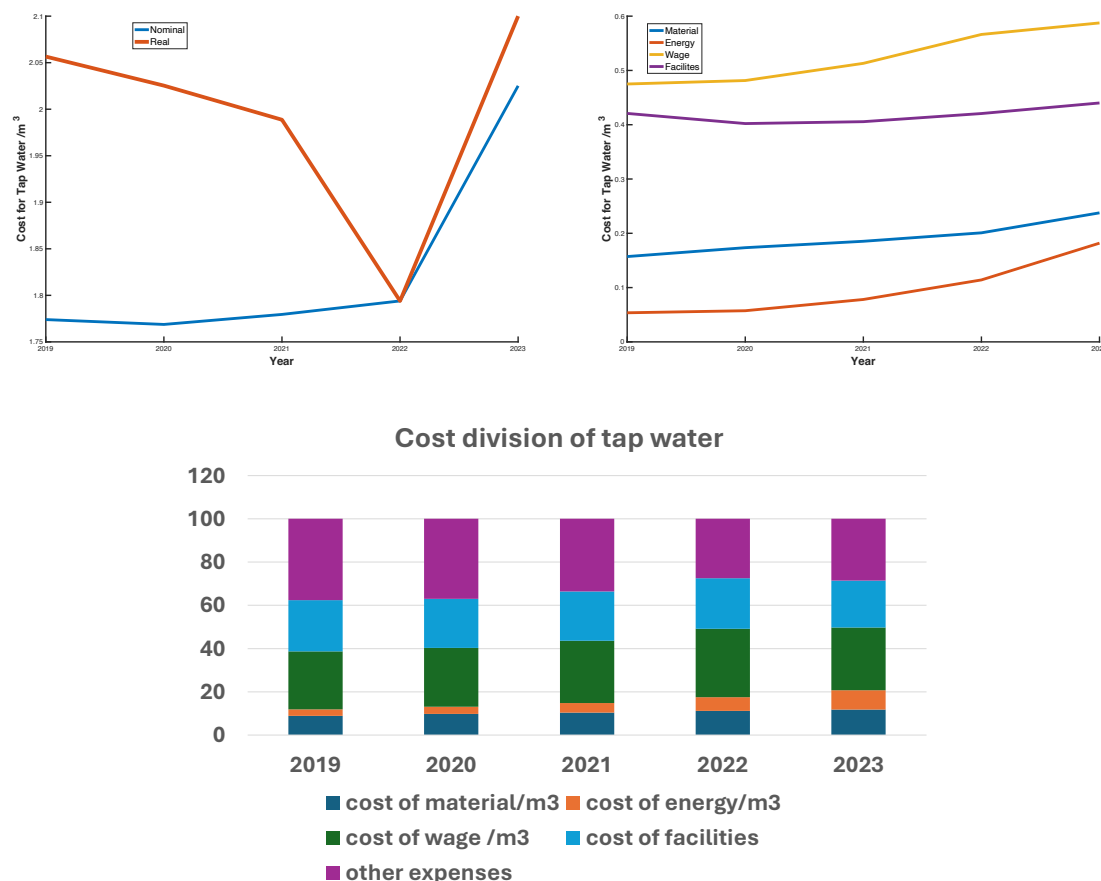 2.1
2.05
2
1.95
1.9
1.85
1.8
1.75
Cost for Tap Water /m 3
Nominal
Real
2019 2020 2021 2022 2023
Year
0.6
0.5
0.4
0.3
0.2
0.1
0
Cost for Tap Water /m 3
Material
Energy
Wage
Facilites
2019 2020 2021 2022 202
Year
Cost division of tap water
120
100
80
60
40
20
0
2019 2020 2021 2022 2023
cost of material/m3 cost of energy/m3
cost of wage /m3 cost of facilities
other expenses